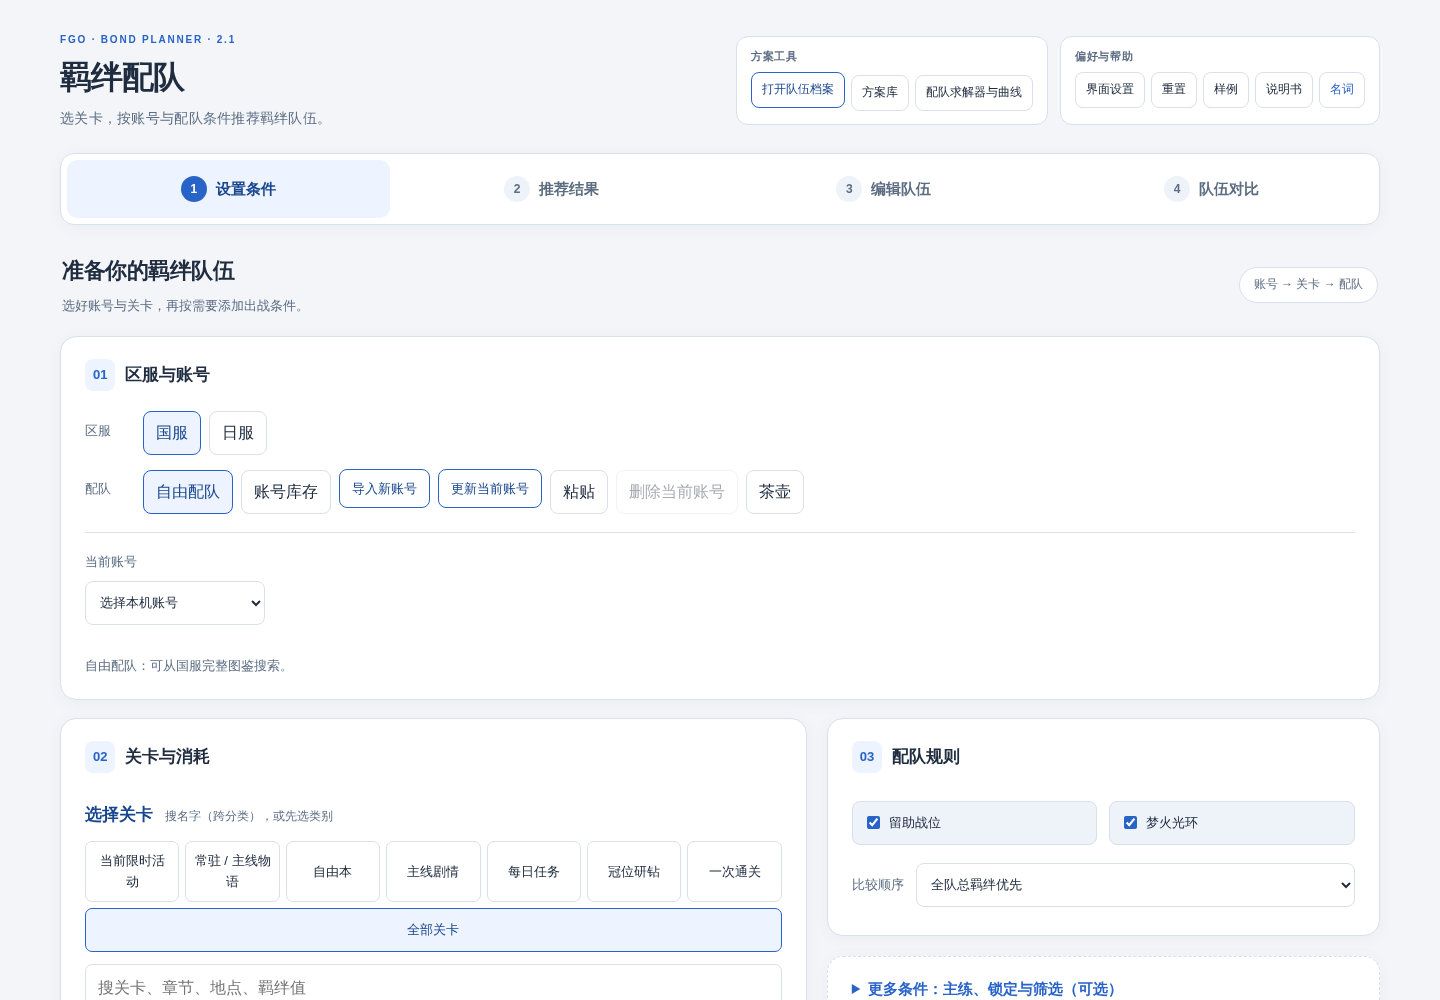 FGO · BOND PLANNER · 2.1
羁绊配队
选关卡，按账号与配队条件推荐羁绊队伍。
方案工具
打开队伍档案
方案库
配队求解器与曲线
偏好与帮助
界面设置
重置
样例
说明书
名词
1 设置条件
2 推荐结果
3 编辑队伍
4 队伍对比
准备你的羁绊队伍
选好账号与关卡，再按需要添加出战条件。
账号 → 关卡 → 配队
01 区服与账号
区服 国服 日服
配队 自由配队 账号库存 导入新账号 更新当前账号 粘贴 删除当前账号 茶壶
当前账号
选择本机账号
自由配队：可从国服完整图鉴搜索。
02 关卡与消耗
选择关卡 搜名字（跨分类），或先选类别
当前限时活
动
常驻 / 主线物
语
自由本
主线剧情
每日任务
冠位研钻
一次通关
全部关卡
搜关卡、章节、地点、羁绊值
03 配队规则
留助战位
梦火光环
比较顺序 全队总羁绊优先
更多条件：主练、锁定与筛选（可选）